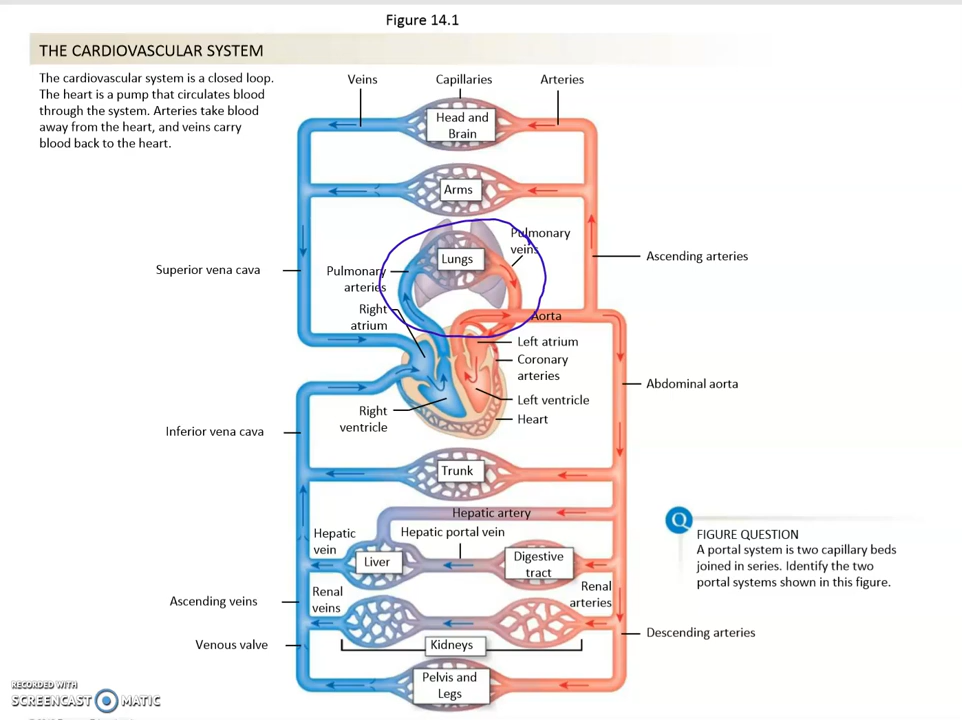 Figure 14.1
THE CARDIOVASCULAR SYSTEM
The cardiovascular system is a closed loop.
The heart is a pump that circulates blood
through the system. Arteries take blood
away from the heart, and veins carry
blood back to the heart.
Veins
Capillaries
Arteries
Head and
Brain
Arms
Pulmonary
veins
Lungs
Superior vena cava
Pulmonary
arteries
Ascending arteries
Right
atrium
Aorta
Left atrium
Coronary
arteries
Abdominal aorta
Left ventricle
Right
ventricle
Heart
Inferior vena cava
Trunk
Hepatic artery
Hepatic
vein
Hepatic portal vein
Liver
Digestive
tract
Renal
veins
Renal
arteries
Ascending veins
Venous valve
Kidneys
Descending arteries
Pelvis and
Legs
Q
FIGURE QUESTION
A portal system is two capillary beds
joined in series. Identify the two
portal systems shown in this figure.
RECORDED WITH
SCREENCAST MATIC